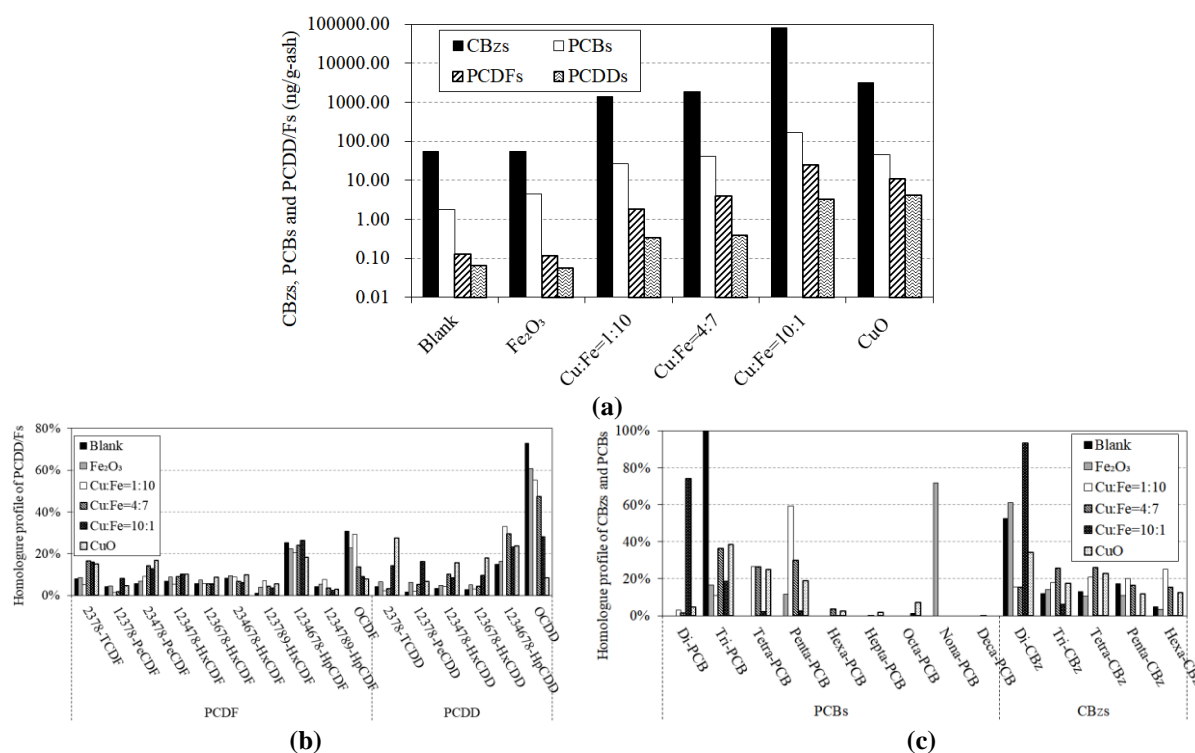 CBzs, PCBs and PCDD/Fs (ng/g-ash)
100000.00
10000.00
1000.00
100.00
10.00
1.00
0.10
0.01
CBzs
PCBs
PCDFs
PCDDs
Blank
Fe₂O₃
Cu:Fe=1:10
Cu:Fe=4:7
Cu:Fe=10:1
CuO
(a)
Homologure profile of PCDD/Fs
80%
60%
40%
20%
0%
Blank
Fe₂O₃
Cu:Fe=1:10
Cu:Fe=4:7
Cu:Fe=10:1
CuO
2378-TCDF
12378-PeCDF
23478-PeCDF
123478-HxCDF
123678-HxCDF
234678-HxCDF
123789-HxCDF
1234678-HpCDF
1234789-HpCDF
OCDF
2378-TCDD
12378-PeCDD
123478-HxCDD
123678-HxCDD
1234678-HpCDD
OCDD
PCDF
PCDD
(b)
Homologue profile of CBzs and PCBs
100%
80%
60%
40%
20%
0%
Blank
Fe₂O₃
Cu:Fe=1:10
Cu:Fe=4:7
Cu:Fe=10:1
CuO
Di-PCB
Tri-PCB
Tetra-PCB
Penta-PCB
Hexa-PCB
Hepta-PCB
Octa-PCB
Nona-PCB
Deca-PCB
Di-CBz
Tri-CBz
Tetra-CBz
Penta-CBz
Hexa-CBz
PCBs
CBzs
(c)